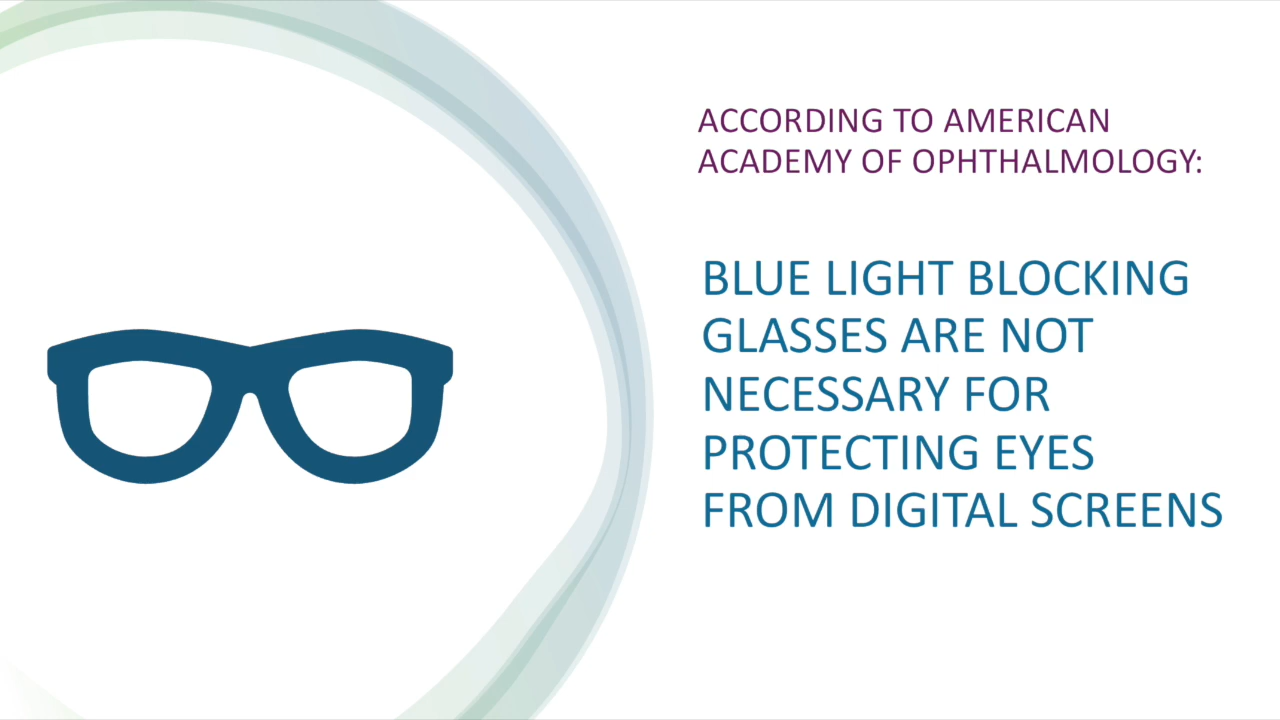 ACCORDING TO AMERICAN
ACADEMY OF OPHTHALMOLOGY:
BLUE LIGHT BLOCKING
GLASSES ARE NOT
NECESSARY FOR
PROTECTING EYES
FROM DIGITAL SCREENS